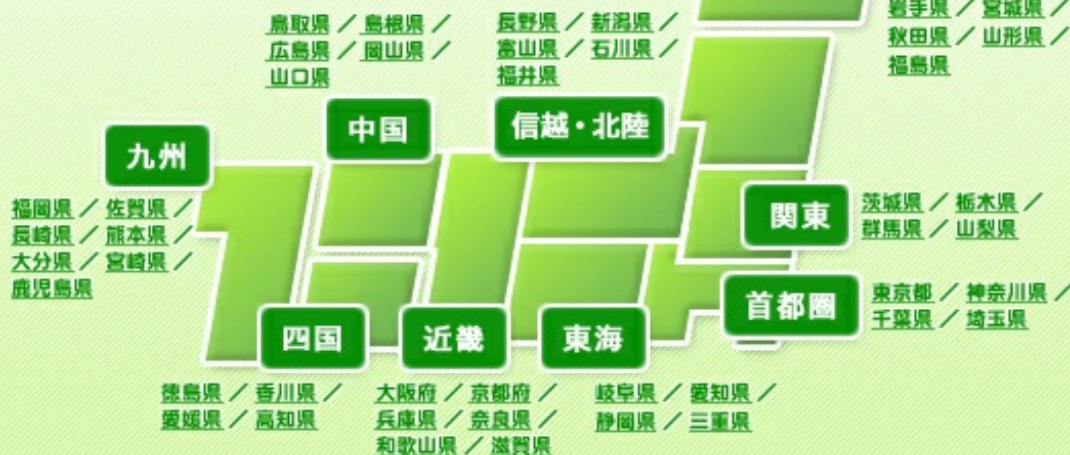 鳥取県 ／ 島根県 ／
広島県 ／ 岡山県 ／
山口県
長野県 ／ 新潟県 ／
富山県 ／ 石川県 ／
福井県
岩手県 ／ 宮城県 ／
秋田県 ／ 山形県 ／
福島県
中国
信越・北陸
九州
福岡県 ／ 佐賀県 ／
長崎県 ／ 熊本県 ／
大分県 ／ 宮崎県 ／
鹿児島県
関東
茨城県 ／ 栃木県 ／
群馬県 ／ 山梨県
首都圏
東京都 ／ 神奈川県 ／
千葉県 ／ 埼玉県
四国
近畿
東海
徳島県 ／ 香川県 ／
愛媛県 ／ 高知県
大阪府 ／ 京都府 ／
兵庫県 ／ 奈良県 ／
和歌山県 ／ 滋賀県
岐阜県 ／ 愛知県 ／
静岡県 ／ 三重県